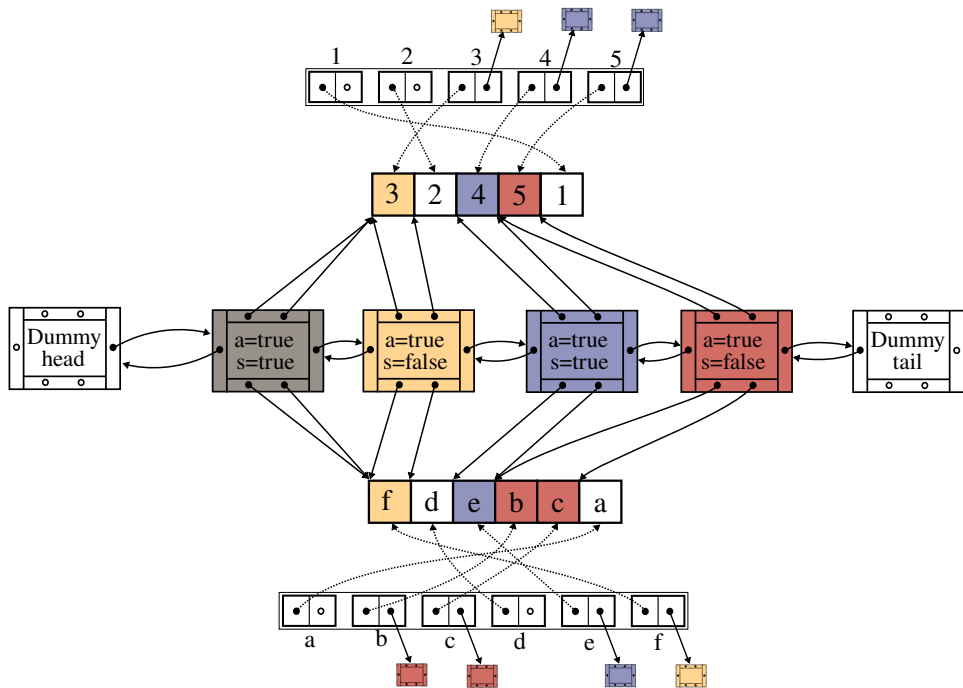 1 2 3 4 5
3 2 4 5 1
Dummy
head
a=true
s=true
a=true
s=false
a=true
s=true
a=true
s=false
Dummy
tail
f d e b c a
a b c d e f